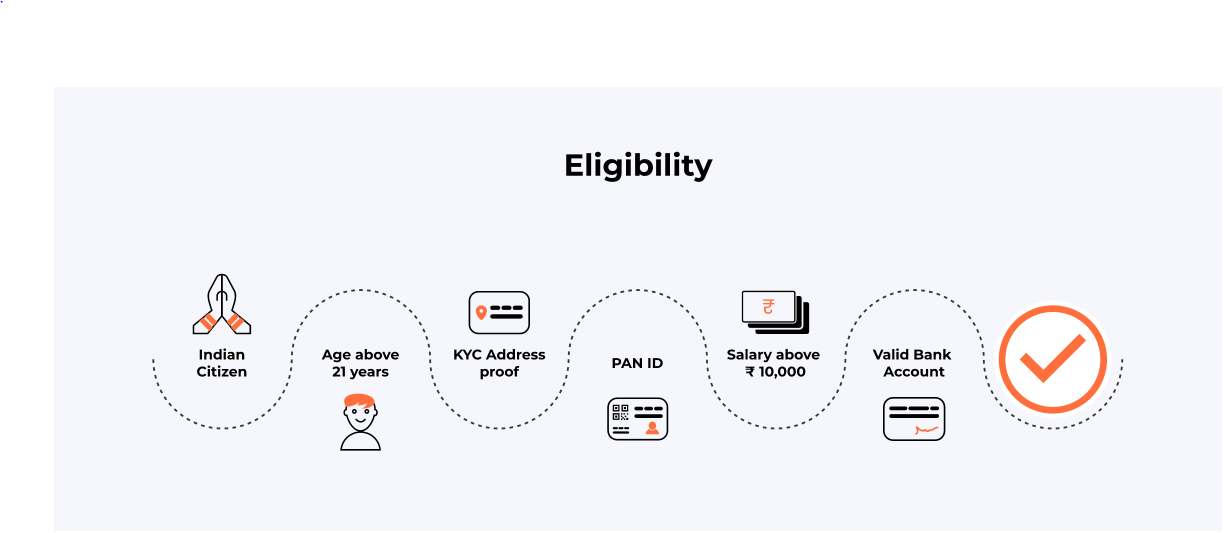 Eligibility
Indian
Citizen
Age above
21 years
KYC Address
proof
PAN ID
Salary above
₹ 10,000
Valid Bank
Account